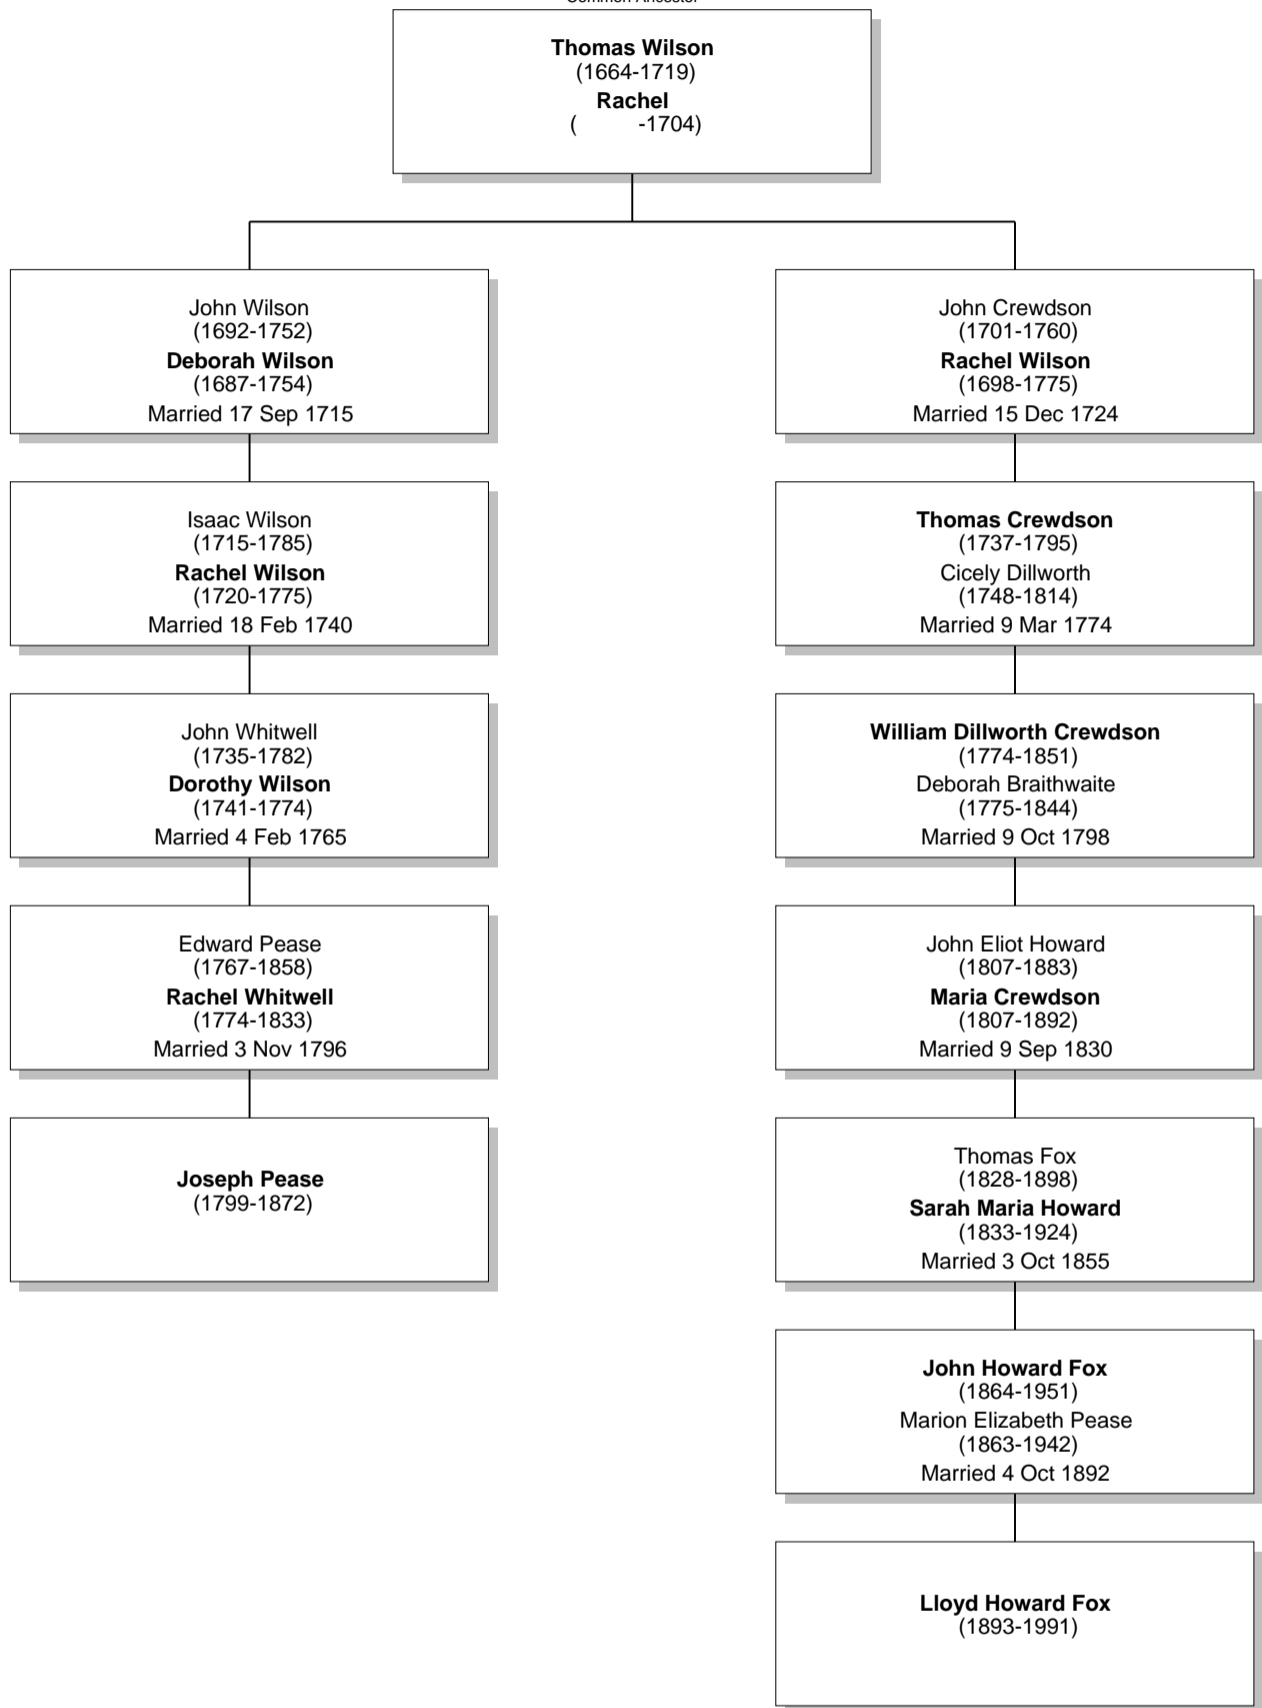 Common Ancestor
Thomas Wilson
(1664-1719)
Rachel
( -1704)
John Wilson
(1692-1752)
Deborah Wilson
(1687-1754)
Married 17 Sep 1715
John Crewdson
(1701-1760)
Rachel Wilson
(1698-1775)
Married 15 Dec 1724
Isaac Wilson
(1715-1785)
Rachel Wilson
(1720-1775)
Married 18 Feb 1740
Thomas Crewdson
(1737-1795)
Cicely Dillworth
(1748-1814)
Married 9 Mar 1774
John Whitwell
(1735-1782)
Dorothy Wilson
(1741-1774)
Married 4 Feb 1765
William Dillworth Crewdson
(1774-1851)
Deborah Braithwaite
(1775-1844)
Married 9 Oct 1798
Edward Pease
(1767-1858)
Rachel Whitwell
(1774-1833)
Married 3 Nov 1796
John Eliot Howard
(1807-1883)
Maria Crewdson
(1807-1892)
Married 9 Sep 1830
Joseph Pease
(1799-1872)
Thomas Fox
(1828-1898)
Sarah Maria Howard
(1833-1924)
Married 3 Oct 1855
John Howard Fox
(1864-1951)
Marion Elizabeth Pease
(1863-1942)
Married 4 Oct 1892
Lloyd Howard Fox
(1893-1991)